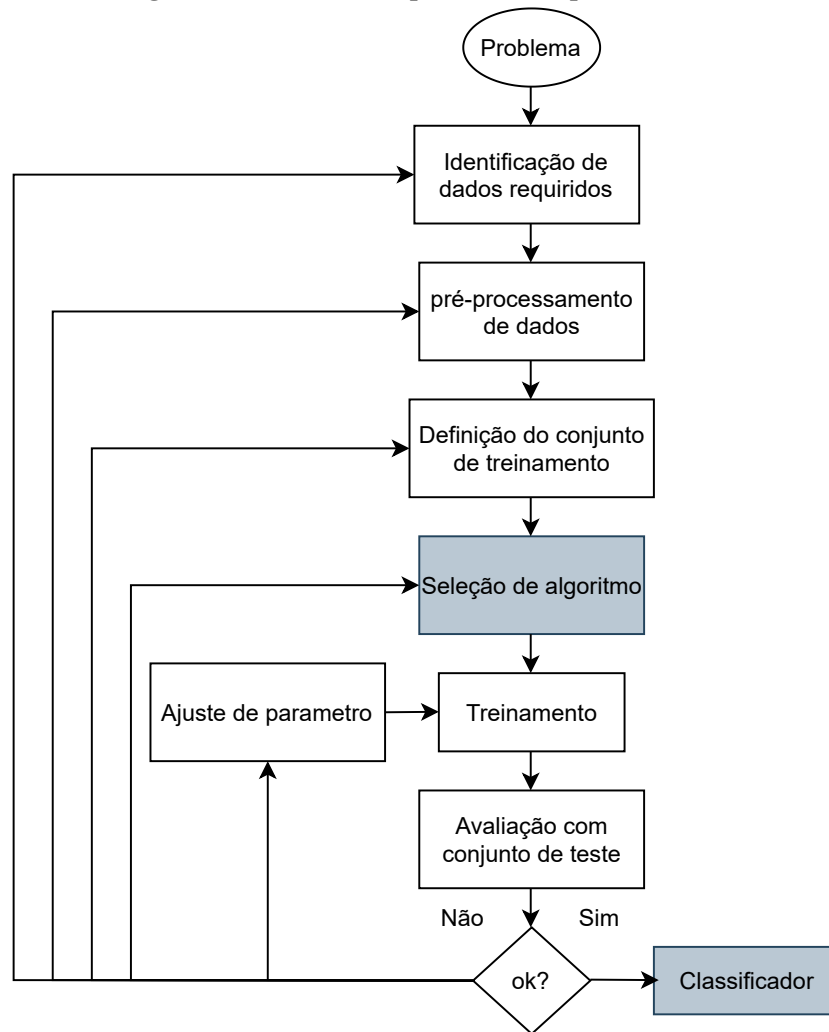 Problema
Identificação de
dados requiridos
pré-processamento
de dados
Definição do conjunto
de treinamento
Seleção de algoritmo
Ajuste de parametro
Treinamento
Avaliação com
conjunto de teste
Não
Sim
ok?
Classificador